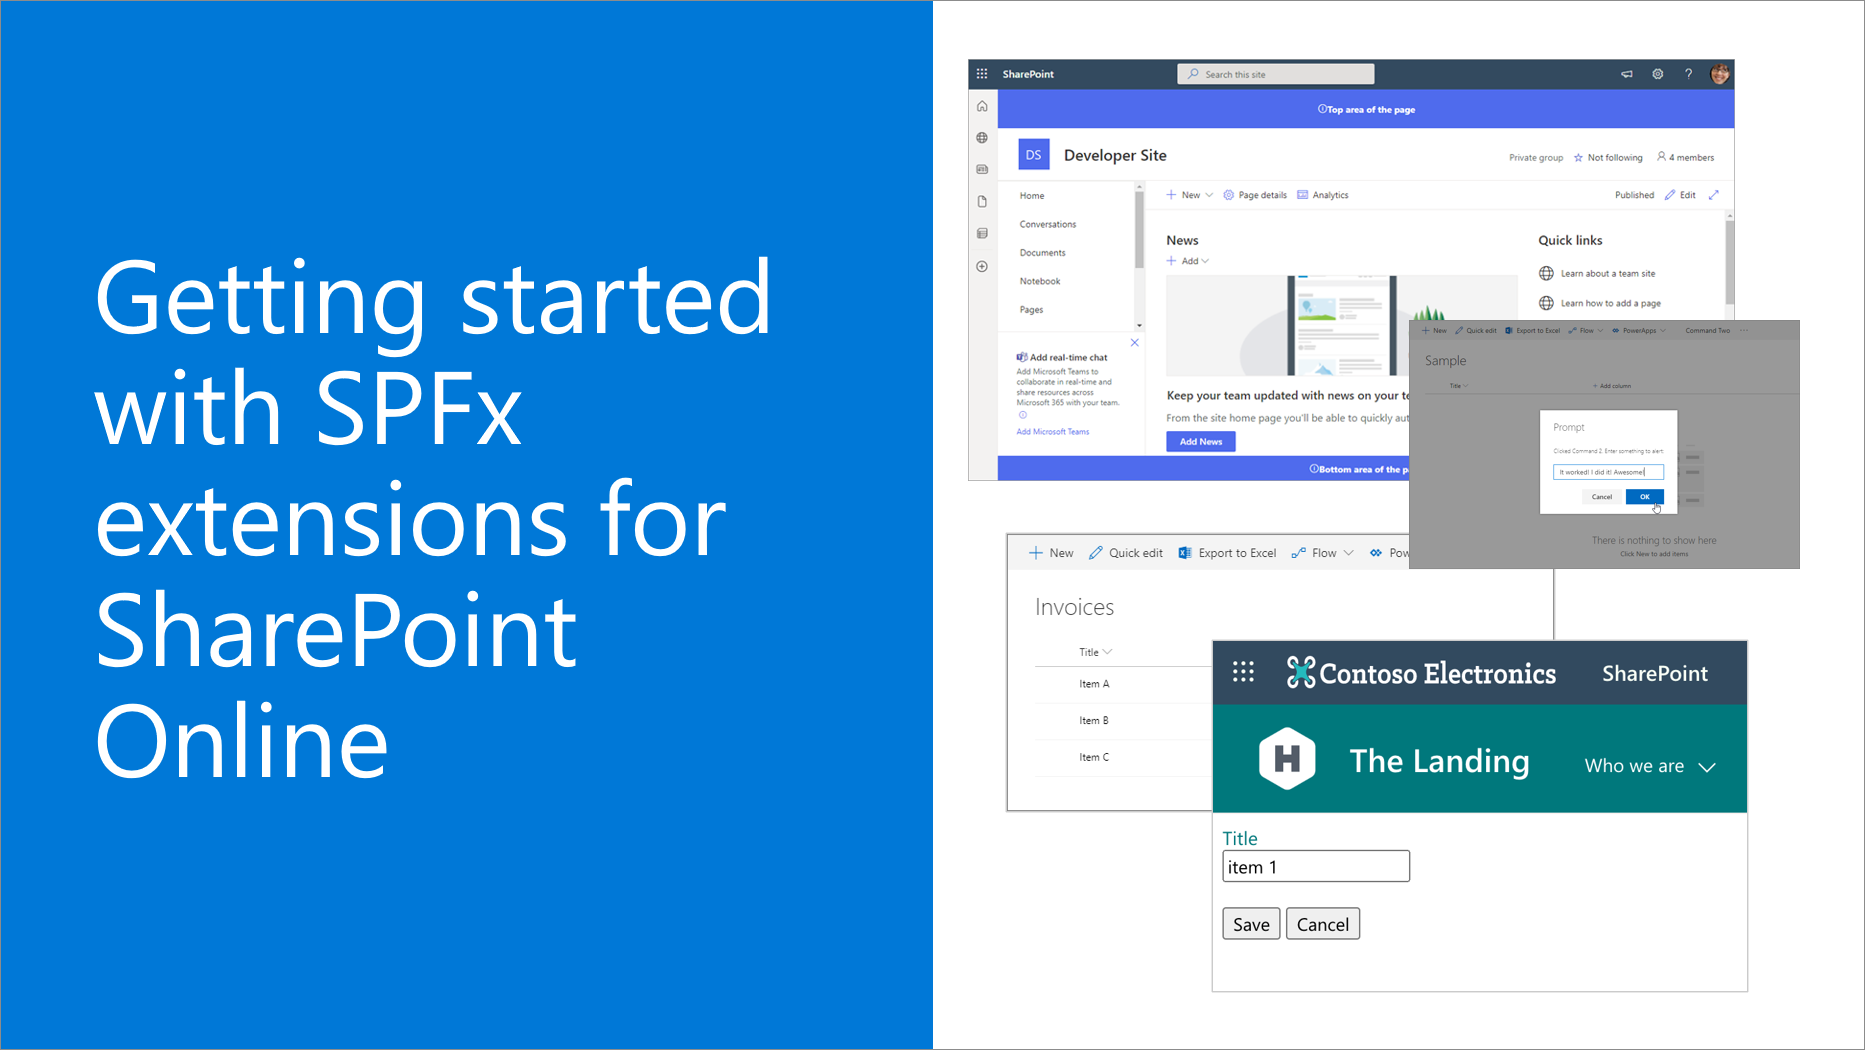 Getting started
with SPFx
extensions for
SharePoint
Online
SharePoint
Search this site
?
Top area of the page
DS
Developer Site
Private group
Not following
4 members
Home
Conversations
Documents
Notebook
Pages
New
Page details
Analytics
Published
Edit
News
Add
Quick links
Learn about a team site
Learn how to add a page
Add real-time chat
Add Microsoft Teams to
collaborate in real-time and
share resources across
Microsoft 365 with your team.
Add Microsoft Teams
Keep your team updated with news on your te
From the site home page you'll be able to quickly aut
Add News
Bottom area of the pa
New
Quick edit
Export to Excel
Flow
PowerApps
Command Two
Sample
Title
+ Add column
Prompt
Clicked Command 2. Enter something to alert:
It worked! I did it! Awesome!
Cancel
OK
There is nothing to show here
Click New to add items
New
Quick edit
Export to Excel
Flow
Pow
Invoices
Title
Item A
Item B
Item C
Contoso Electronics
SharePoint
H
The Landing
Who we are
Title
item 1
Save
Cancel